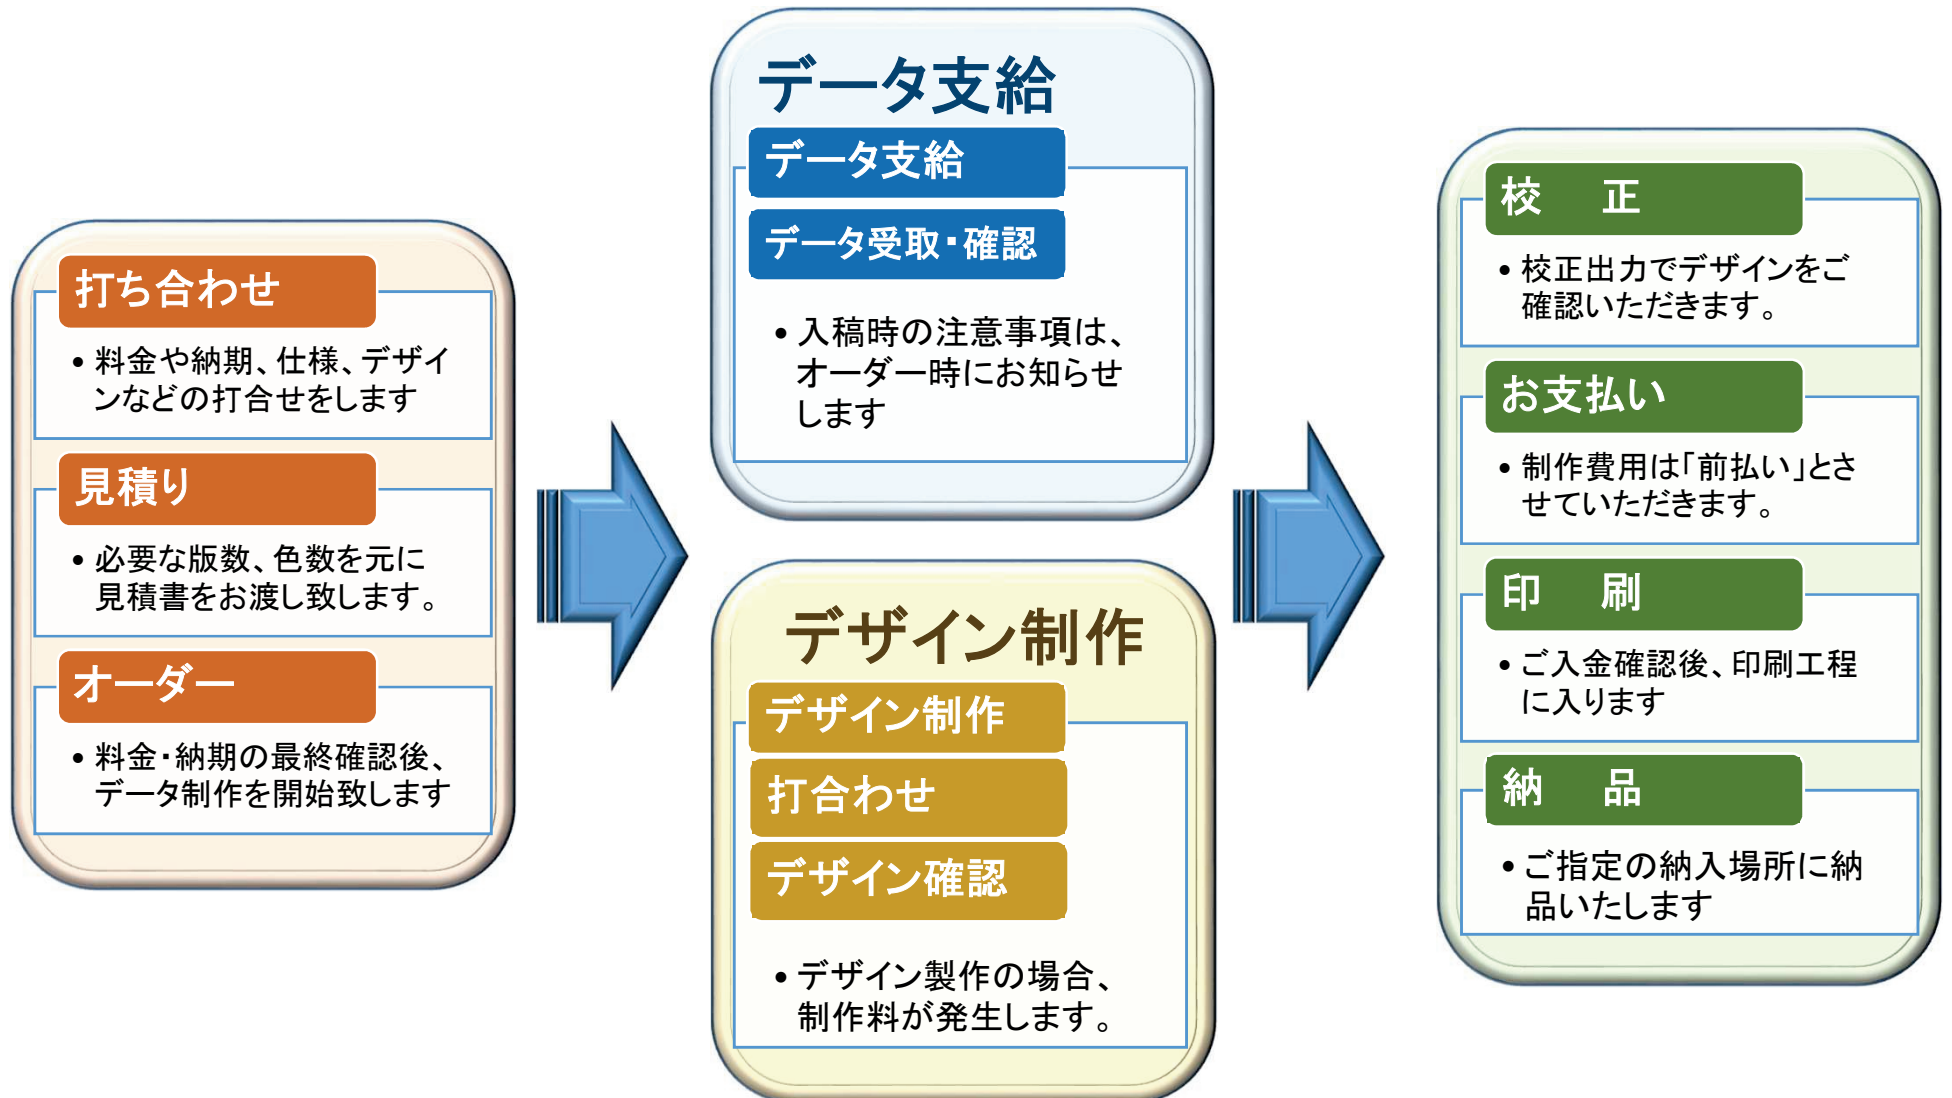 打ち合わせ
• 料金や納期、仕様、デザイ
ンなどの打合せをします
見積り
• 必要な版数、色数を元に
見積書をお渡し致します。
オーダー
• 料金・納期の最終確認後、
データ制作を開始致します
データ支給
データ支給
データ受取・確認
• 入稿時の注意事項は、
オーダー時にお知らせ
します
デザイン制作
デザイン制作
打合わせ
デザイン確認
• デザイン製作の場合、
制作料が発生します。
校　正
• 校正出力でデザインをご
確認いただきます。
お支払い
• 制作費用は「前払い」とさ
せていただきます。
印　刷
• ご入金確認後、印刷工程
に入ります
納　品
• ご指定の納入場所に納
品いたします